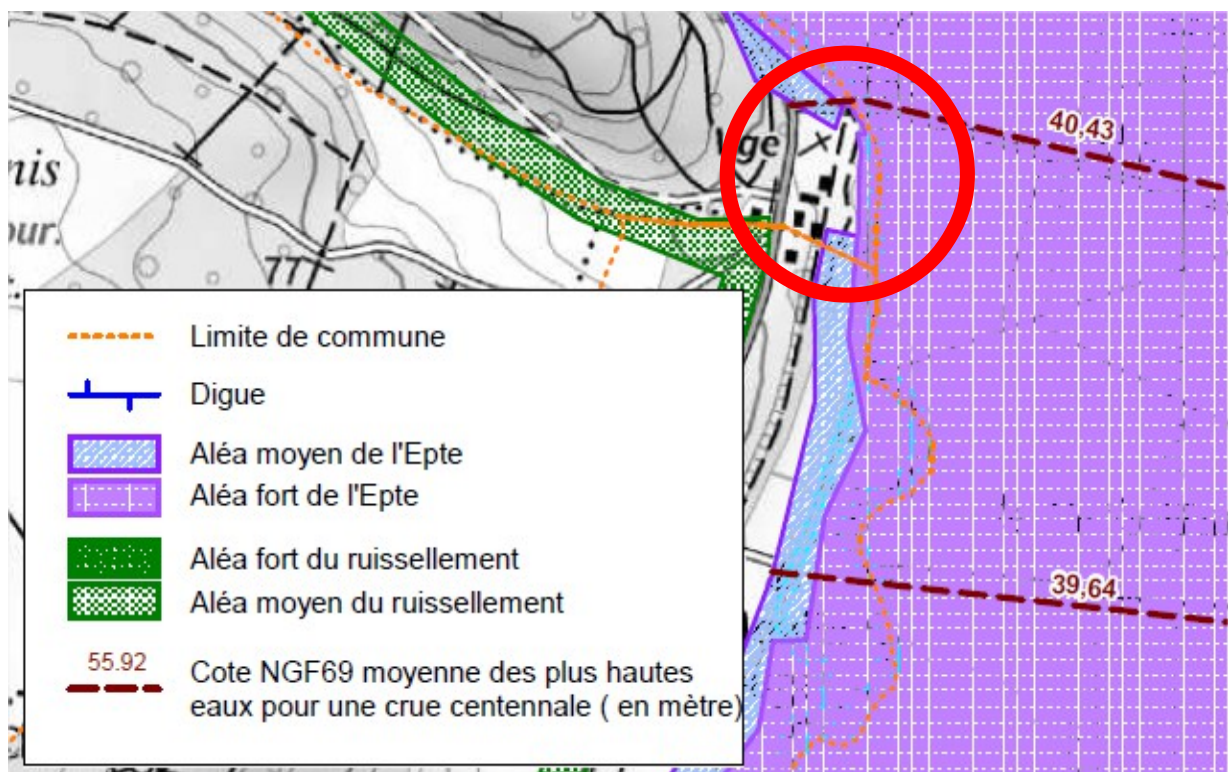 40,43
Vge
nis
our.
77
Limite de commune
Digue
Aléa moyen de l'Epte
Aléa fort de l'Epte
Aléa fort du ruissellement
Aléa moyen du ruissellement
55.92
Cote NGF69 moyenne des plus hautes
eaux pour une crue centennale ( en mètre)
39,64